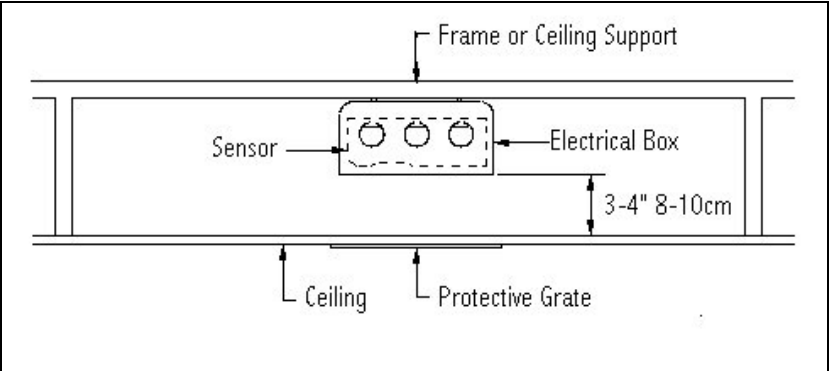 Frame or Ceiling Support
Sensor
Electrical Box
3-4" 8-10cm
Ceiling
Protective Grate